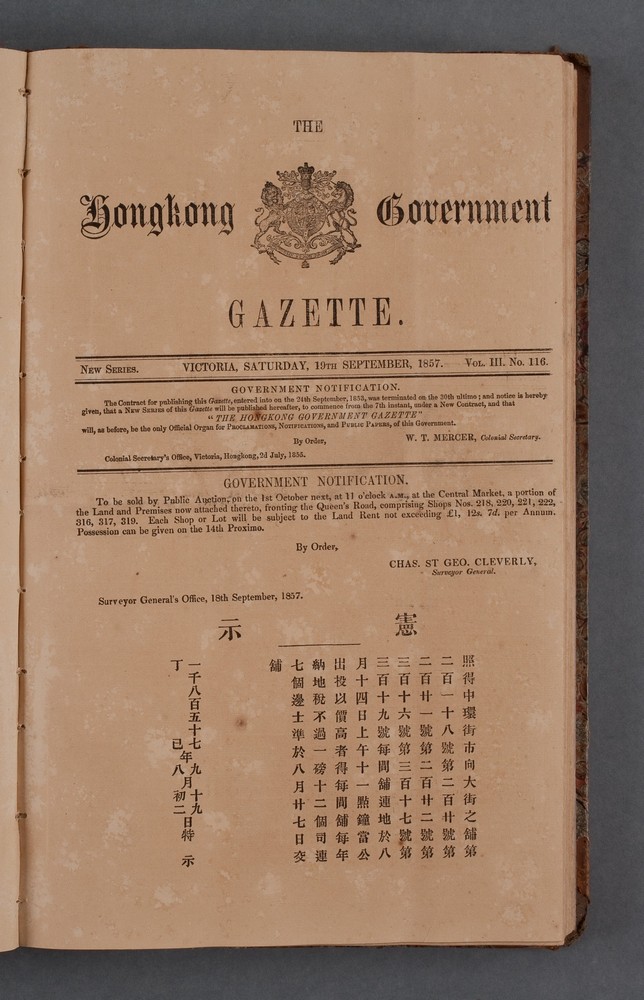 THE
Hongkong Government
GAZETTE.
NEW SERIES. VICTORIA, SATURDAY, 19TH SEPTEMBER, 1857. VOL. III. No. 116.
GOVERNMENT NOTIFICATION.
The Contract for publishing this Gazette, entered into on the 24th September, 1853, was terminated on the 30th ultimo; and notice is hereby
given, that a NEW SERIES of this Gazette will be published hereafter, to commence from the 7th instant, under a New Contract, and that
"THE HONGKONG GOVERNMENT GAZETTE"
will, as before, be the only Official Organ for PROCLAMATIONS, NOTIFICATIONS, and PUBLIC PAPERS, of this Government.
By Order,
W. T. MERCER, Colonial Secretary.
Colonial Secretary's Office, Victoria, Hongkong, 2d July, 1855.
GOVERNMENT NOTIFICATION.
To be sold by Public Auction, on the 1st October next, at 11 o'clock A.M., at the Central Market, a portion of
the Land and Premises now attached thereto, fronting the Queen's Road, comprising Shops Nos. 218, 220, 221, 222,
316, 317, 319. Each Shop or Lot will be subject to the Land Rent not exceeding £1, 12s. 7d. per Annum.
Possession can be given on the 14th Proximo.
By Order,
CHAS. ST GEO. CLEVERLY,
Surveyor General.
Surveyor General's Office, 18th September, 1857.
憲示
照得中環街市向大街之舖第
二百一十八號第二百廿號第
二百廿一號第二百廿二號第
三百十六號第三百十七號第
三百十九號每間舖連地於八
月十四日上午十一點鐘當公
出投以價高者得每間舖每年
納地稅不過一磅十二個司連
七個邊士準於八月廿七日交
舖
一千八百五十七年九月十九日特示
丁巳八初二